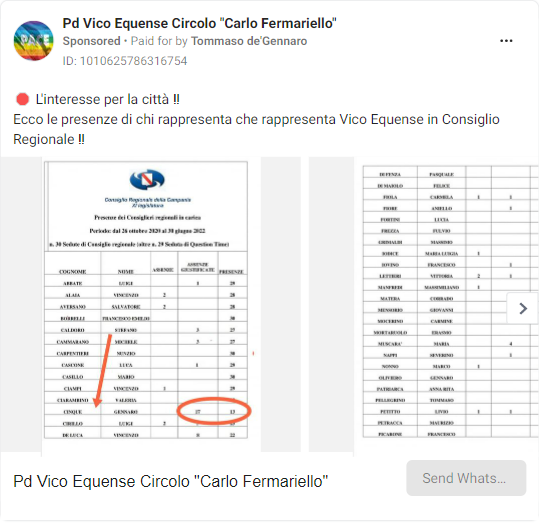 Pd Vico Equense Circolo "Carlo Fermariello"
Sponsored • Paid for by Tommaso de'Gennaro
ID: 1010625786316754
L'interesse per la città ‼
Ecco le presenze di chi rappresenta che rappresenta Vico Equense in Consiglio
Regionale ‼
Consiglio Regionale della Campania
XI legislatura
Presenze dei Consiglieri regionali in carica
Periodo: dal 26 ottobre 2020 al 30 giugno 2022
n. 30 Sedute di Consiglio regionale (oltre n. 29 Seduta di Question Time)
COGNOME NOME ASSENZE ASSENZE GIUSTIFICATE PRESENZE
ABBATE LUIGI 1 29
ALAIA VINCENZO 2 28
AVERSANO SALVATORE 2 28
BORRELLI FRANCESCO EMILIO 30
CALDORO STEFANO 3 27
CAMMARANO MICHELE 3 27
CARPENTIERI NUNZIO 30
CASCONE LUCA 1 29
CASILLO MARIO 30
CIAMPI VINCENZO 1 29
CIARAMBINO VALERIA
CINQUE GENNARO 17 13
CIRILLO LUIGI 2
DE LUCA VINCENZO 8 22
DI FENZA PASQUALE
DI MAIOLO FELICE
FIOLA CARMELA 1 1
FIORE ANIELLO 1
FORTINI LUCIA
FREZZA FULVIO
GRIMALDI MASSIMO
IODICE MARIA LUIGIA 1
IOVINO FRANCESCO 1
LETTIERI VITTORIA 2 1
MANFREDI MASSIMILIANO 1
MATERA CORRADO
MENSORIO GIOVANNI
MOCERINO CARMINE
MORTARUOLO ERASMO
MUSCARA' MARIA 4
NAPPI SEVERINO 1
NONNO MARCO 1
OLIVIERO GENNARO
PATRIARCA ANNA RITA
PELLEGRINO TOMMASO
PETITTO LIVIO 1 1
PETRACCA MAURIZIO
PICARONE FRANCESCO
Pd Vico Equense Circolo "Carlo Fermariello"
Send Whats...